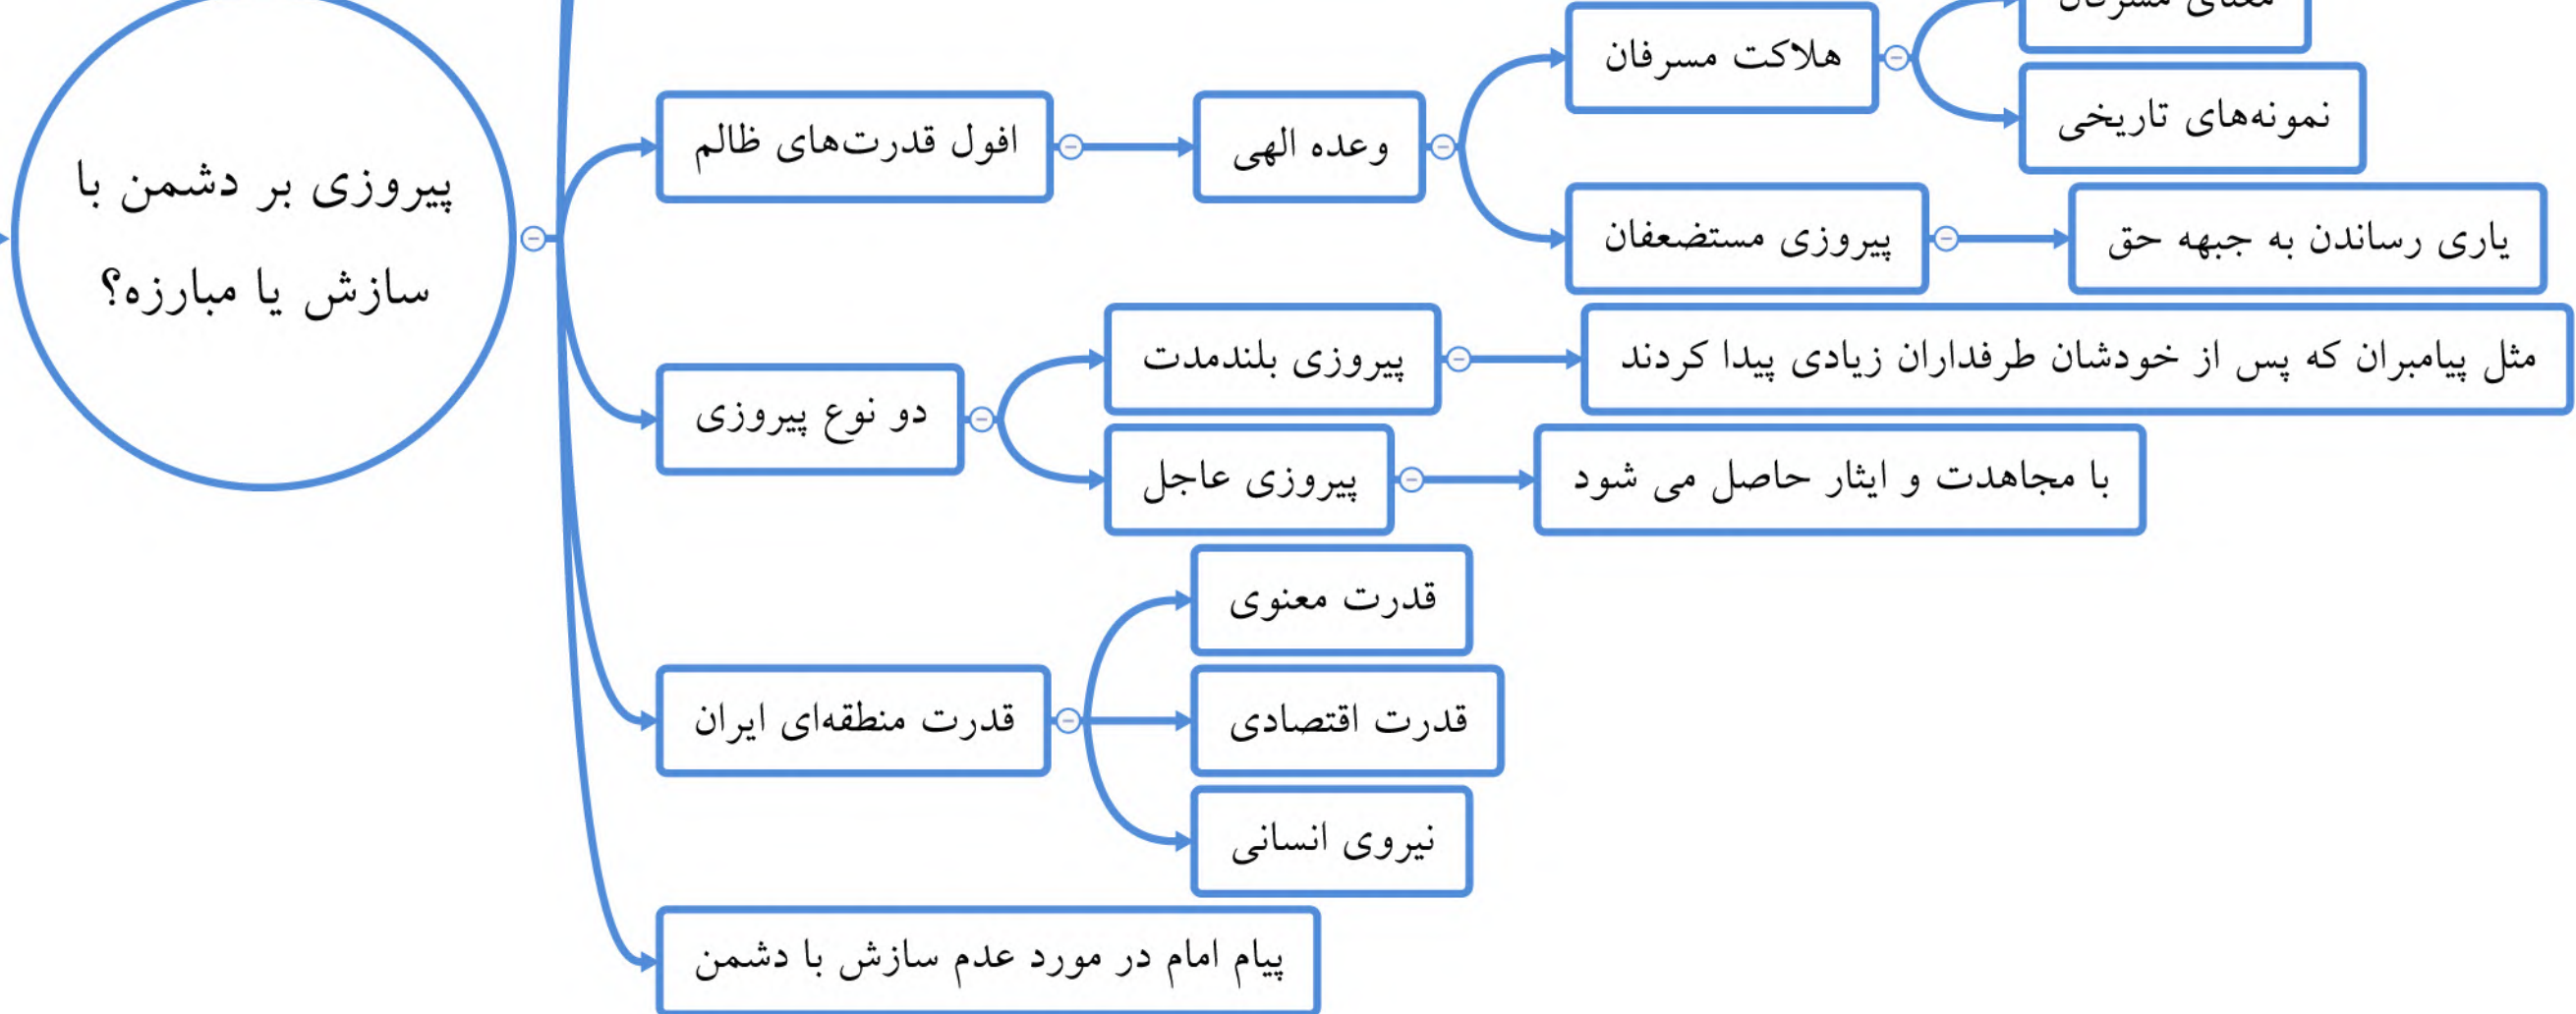 معنای مسرفان
هلاکت مسرفان
نمونه‌های تاریخی
افول قدرت‌های ظالم
وعده الهی
پیروزی مستضعفان
یاری رساندن به جبهه حق
پیروزی بر دشمن با
سازش یا مبارزه؟
پیروزی بلندمدت
مثل پیامبران که پس از خودشان طرفداران زیادی پیدا کردند
دو نوع پیروزی
پیروزی عاجل
با مجاهدت و ایثار حاصل می شود
قدرت معنوی
قدرت منطقه‌ای ایران
قدرت اقتصادی
نیروی انسانی
پیام امام در مورد عدم سازش با دشمن